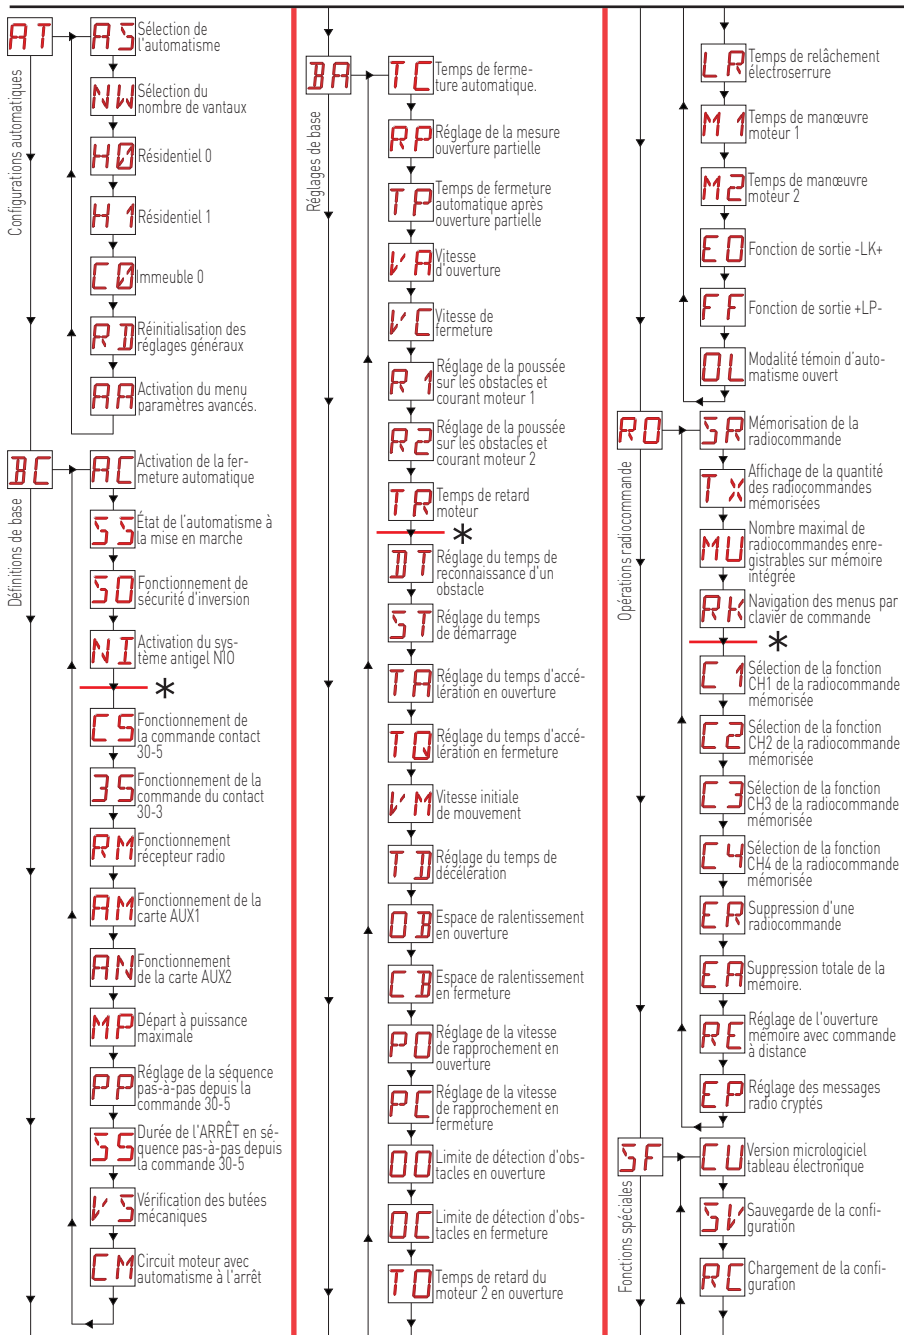 AT
Configurations automatiques
AS
Sélection de
l'automatisme
NW
Sélection du
nombre de vantaux
H0
Résidentiel 0
H1
Résidentiel 1
C0
Immeuble 0
RD
Réinitialisation des
réglages généraux
AA
Activation du menu
paramètres avancés.
BC
Définitions de base
AC
Activation de la fer-
meture automatique
SS
État de l'automatisme à
la mise en marche
SO
Fonctionnement de
sécurité d'inversion
NI
Activation du sys-
tème antigel NIO
*
CS
Fonctionnement de
la commande contact
30-5
3S
Fonctionnement de la
commande du contact
30-3
RM
Fonctionnement
récepteur radio
AM
Fonctionnement de la
carte AUX1
AN
Fonctionnement
de la carte AUX2
MP
Départ à puissance
maximale
PP
Réglage de la séquence
pas-à-pas depuis la
commande 30-5
S5
Durée de l'ARRÊT en sé-
quence pas-à-pas depuis
la commande 30-5
VS
Vérification des butées
mécaniques
CM
Circuit moteur avec
automatisme à l'arrêt
BA
Réglages de base
TC
Temps de ferme-
ture automatique.
RP
Réglage de la mesure
ouverture partielle
TP
Temps de fermeture
automatique après
ouverture partielle
VA
Vitesse
d'ouverture
VC
Vitesse de
fermeture
R1
Réglage de la poussée
sur les obstacles et
courant moteur 1
R2
Réglage de la poussée
sur les obstacles et
courant moteur 2
TR
Temps de retard
moteur
*
DT
Réglage du temps de
reconnaissance d'un
obstacle
ST
Réglage du temps
de démarrage
TA
Réglage du temps d'accé-
lération en ouverture
TQ
Réglage du temps d'accé-
lération en fermeture
VM
Vitesse initiale
de mouvement
TD
Réglage du temps de
décélération
OB
Espace de ralentissement
en ouverture
CB
Espace de ralentissement
en fermeture
PO
Réglage de la vitesse
de rapprochement en
ouverture
PC
Réglage de la vitesse
de rapprochement en
fermeture
OO
Limite de détection d'obs-
tacles en ouverture
OC
Limite de détection d'obs-
tacles en fermeture
TO
Temps de retard du
moteur 2 en ouverture
LR
Temps de relâchement
électroserrure
M1
Temps de manœuvre
moteur 1
M2
Temps de manœuvre
moteur 2
EO
Fonction de sortie -LK+
FF
Fonction de sortie +LP-
OL
Modalité témoin d'auto-
matisme ouvert
RO
Opérations radiocommande
SR
Mémorisation de la
radiocommande
TX
Affichage de la quantité
des radiocommandes
mémorisées
MU
Nombre maximal de
radiocommandes enre-
gistrables sur mémoire
intégrée
RK
Navigation des menus par
clavier de commande
*
C1
Sélection de la fonction
CH1 de la radiocommande
mémorisée
C2
Sélection de la fonction
CH2 de la radiocommande
mémorisée
C3
Sélection de la fonction
CH3 de la radiocommande
mémorisée
C4
Sélection de la fonction
CH4 de la radiocommande
mémorisée
ER
Suppression d'une
radiocommande
EA
Suppression totale de la
mémoire.
RE
Réglage de l'ouverture
mémoire avec commande
à distance
EP
Réglage des messages
radio cryptés
SF
Fonctions spéciales
CU
Version micrologiciel
tableau électronique
SV
Sauvegarde de la confi-
guration
RC
Chargement de la confi-
guration